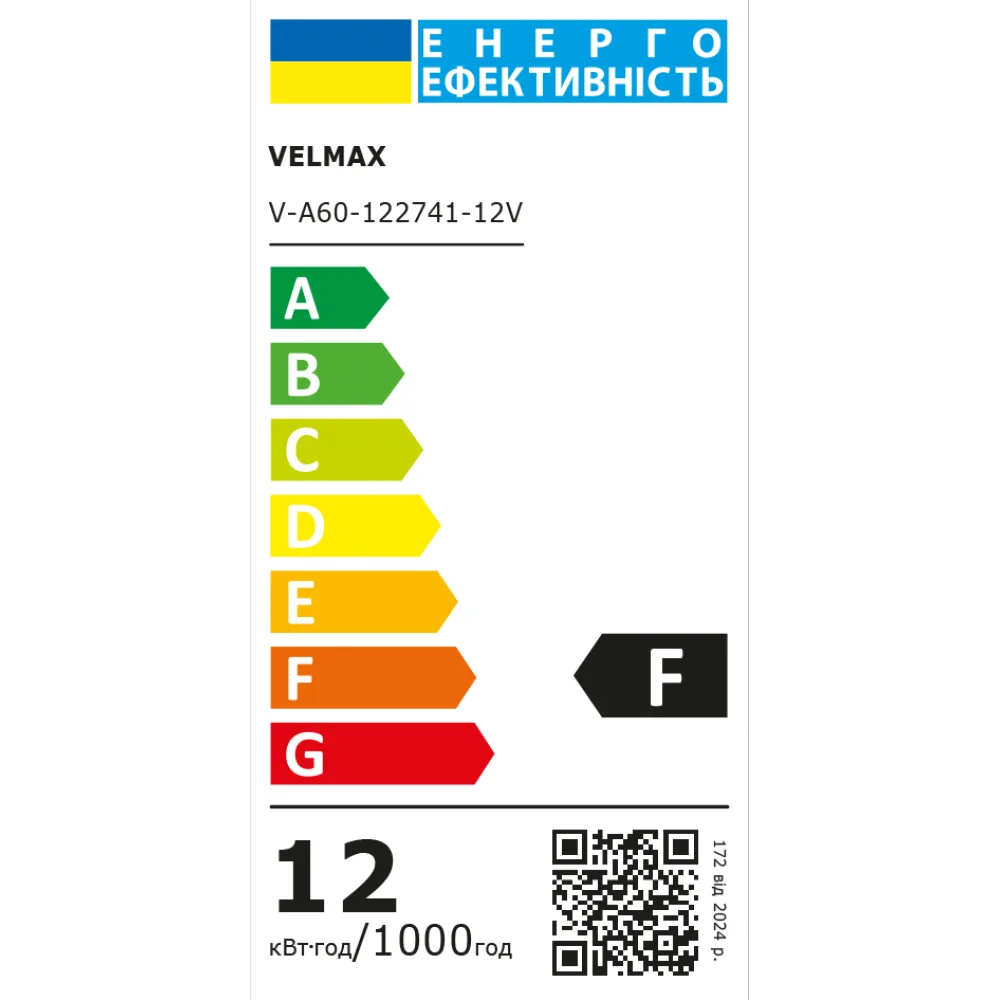 ЕНЕРГО
ЕФЕКТИВНІСТЬ
VELMAX
V-A60-122741-12V
A
B
C
D
E
F
F
G
12
кВт·год/1000год
172 від 2024 р.